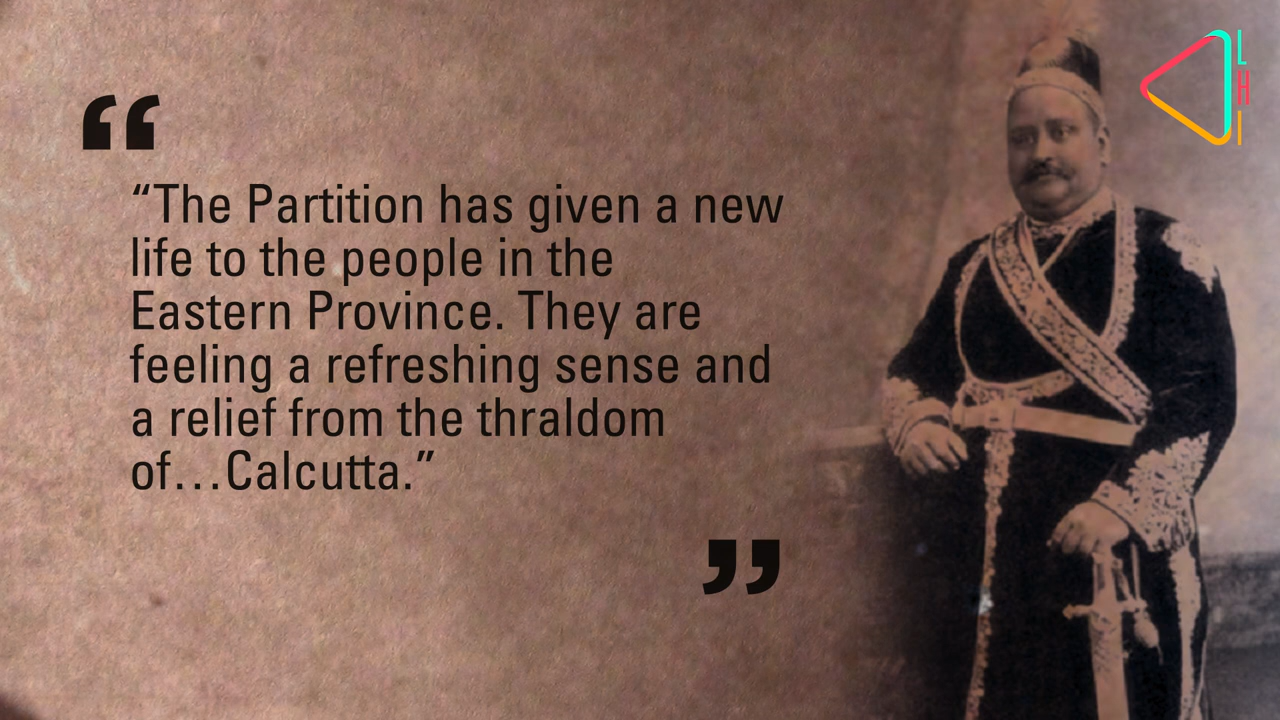 “The Partition has given a new
life to the people in the
Eastern Province. They are
feeling a refreshing sense and
a relief from the thraldom
of...Calcutta.”
LHI